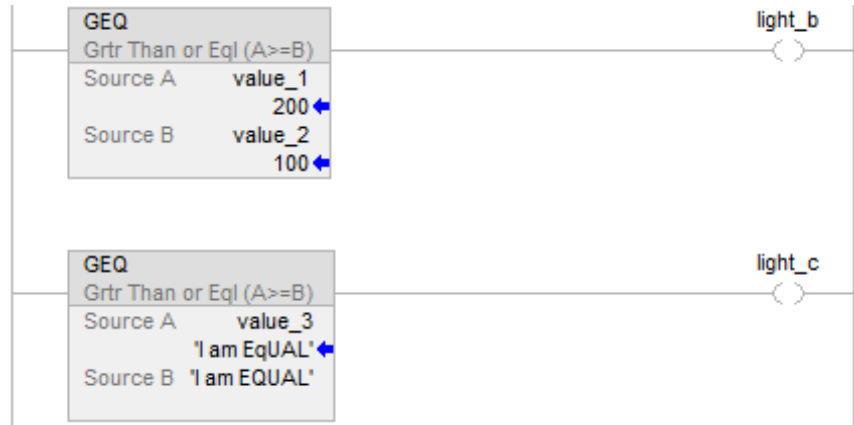 GEQ
light_b
Grtr Than or Eql (A>=B)
Source A value_1
200
Source B value_2
100
GEQ
light_c
Grtr Than or Eql (A>=B)
Source A value_3
'I am EqUAL'
Source B 'I am EQUAL'